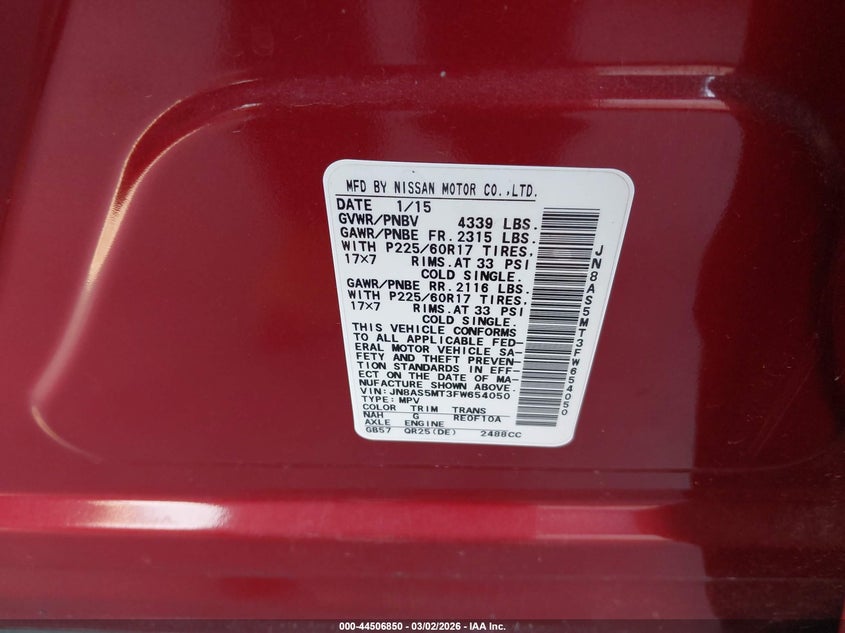 MFD BY NISSAN MOTOR CO.,LTD.
DATE 1/15
GVWR/PNBV 4339 LBS.
GAWR/PNBE FR. 2315 LBS.
WITH P225/60R17 TIRES.
17×7 RIMS.AT 33 PSI
COLD SINGLE.
GAWR/PNBE RR. 2116 LBS.
WITH P225/60R17 TIRES.
17×7 RIMS.AT 33 PSI
COLD SINGLE.
THIS VEHICLE CONFORMS
TO ALL APPLICABLE FED-
ERAL MOTOR VEHICLE SA-
FETY AND THEFT PREVEN-
TION STANDARDS IN EFF-
ECT ON THE DATE OF MA-
NUFACTURE SHOWN ABOVE.
VIN: JN8AS5MT3FW654050
TYPE: MPV
COLOR TRIM TRANS
NAH G RE0F10A
AXLE ENGINE
GB57 QR25(DE) 2488CC
JN8AS5MT3FW654050
000-44506850 | 03/02/2026 – IAA Inc.